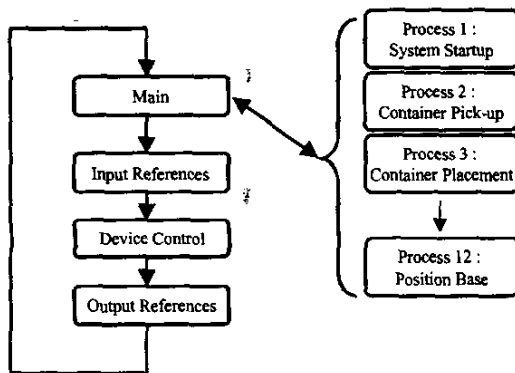 Main
Input References
Device Control
Output References
Process 1 :
System Startup
Process 2 :
Container Pick-up
Process 3 :
Container Placement
Process 12 :
Position Base